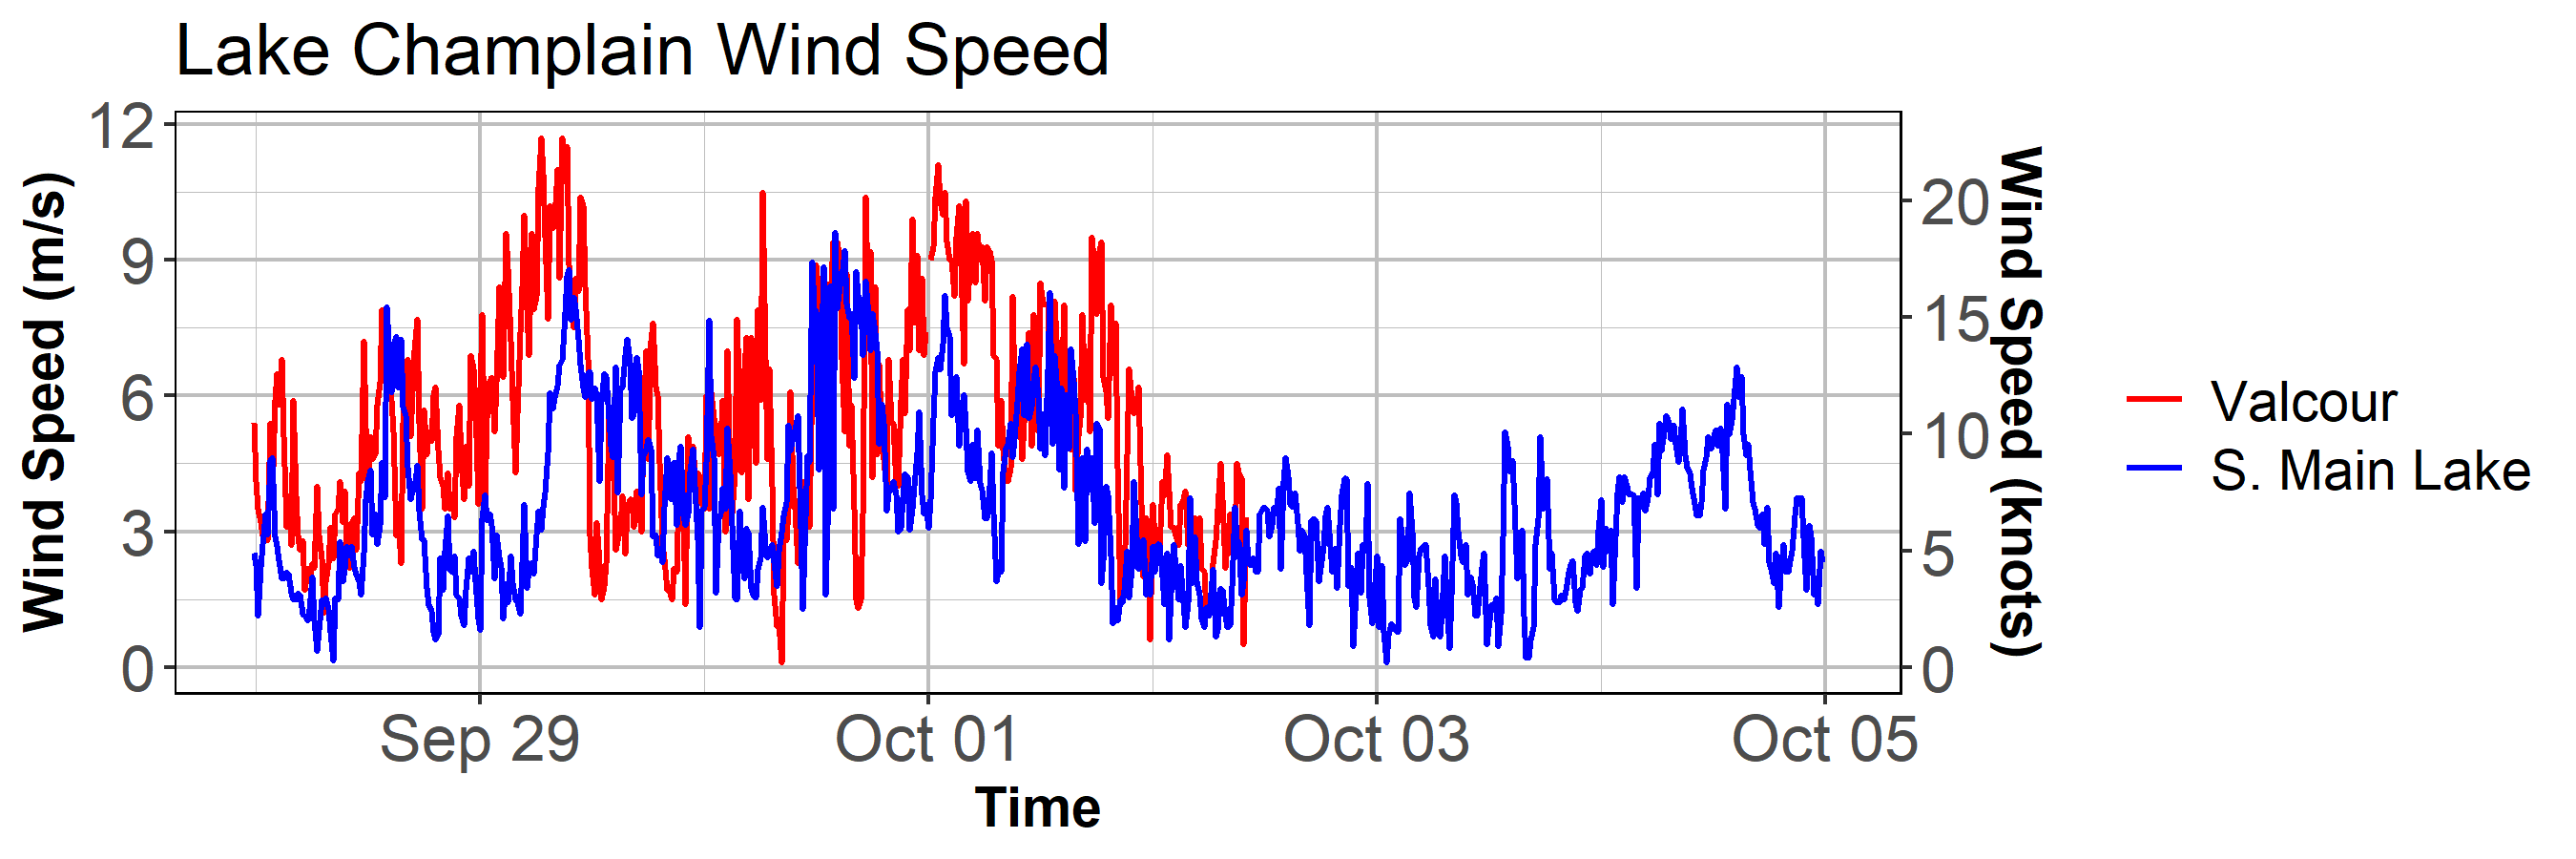 Lake Champlain Wind Speed
Wind Speed (m/s)
12
9
6
3
0
20
15
10
5
0
Wind Speed (knots)
Sep 29
Oct 01
Oct 03
Oct 05
Time
Valcour
S. Main Lake